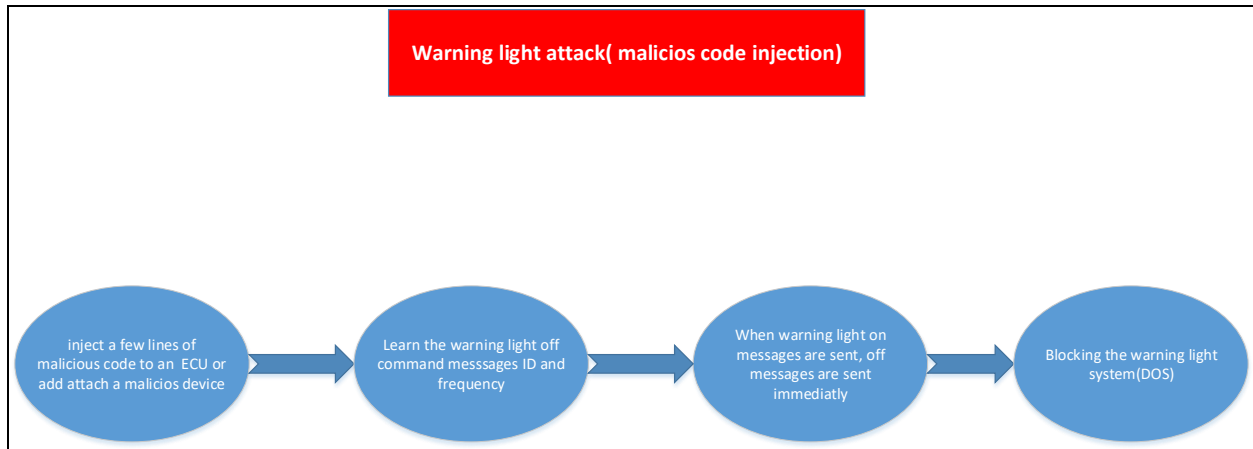 Warning light attack( malicios code injection)
inject a few lines of
malicious code to an  ECU or
add attach a malicios device
Learn the warning light off
command messsages ID and
frequency
When warning light on
messages are sent, off
messages are sent
immediatly
Blocking the warning light
system(DOS)